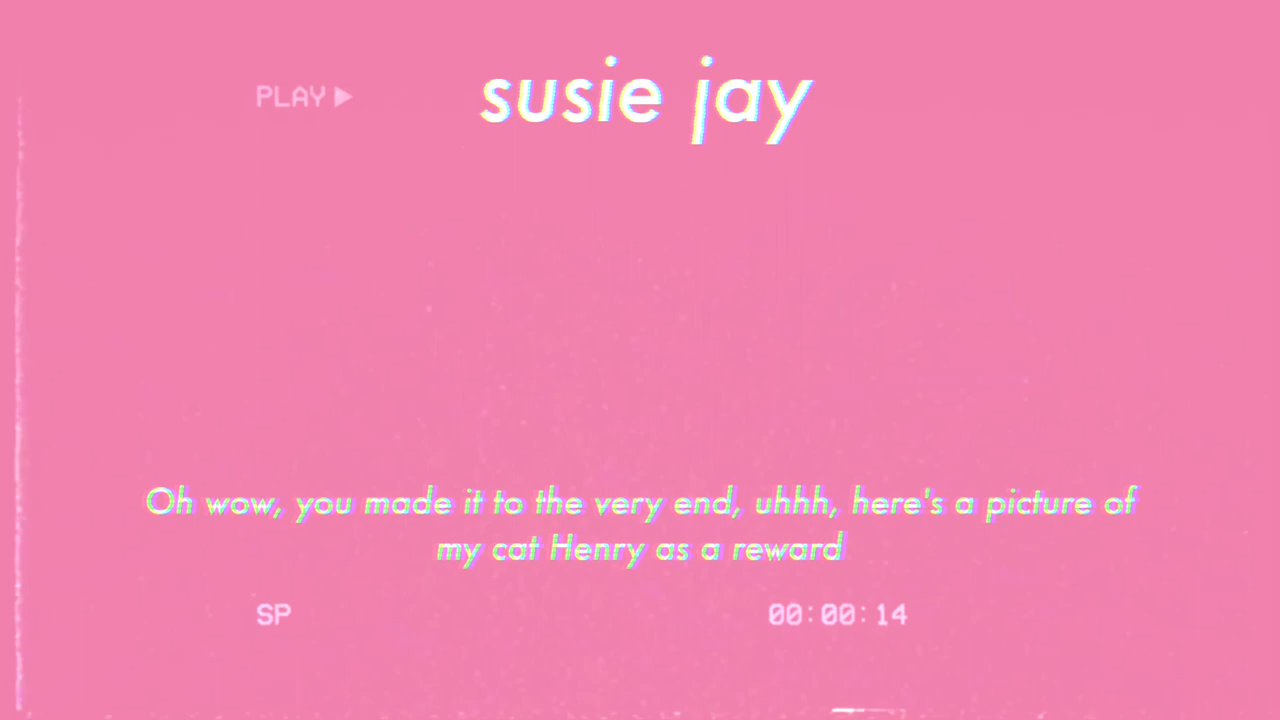 PLAY ▶
susie jay
Oh wow, you made it to the very end, uhhh, here's a picture of
my cat Henry as a reward
SP
00:00:14